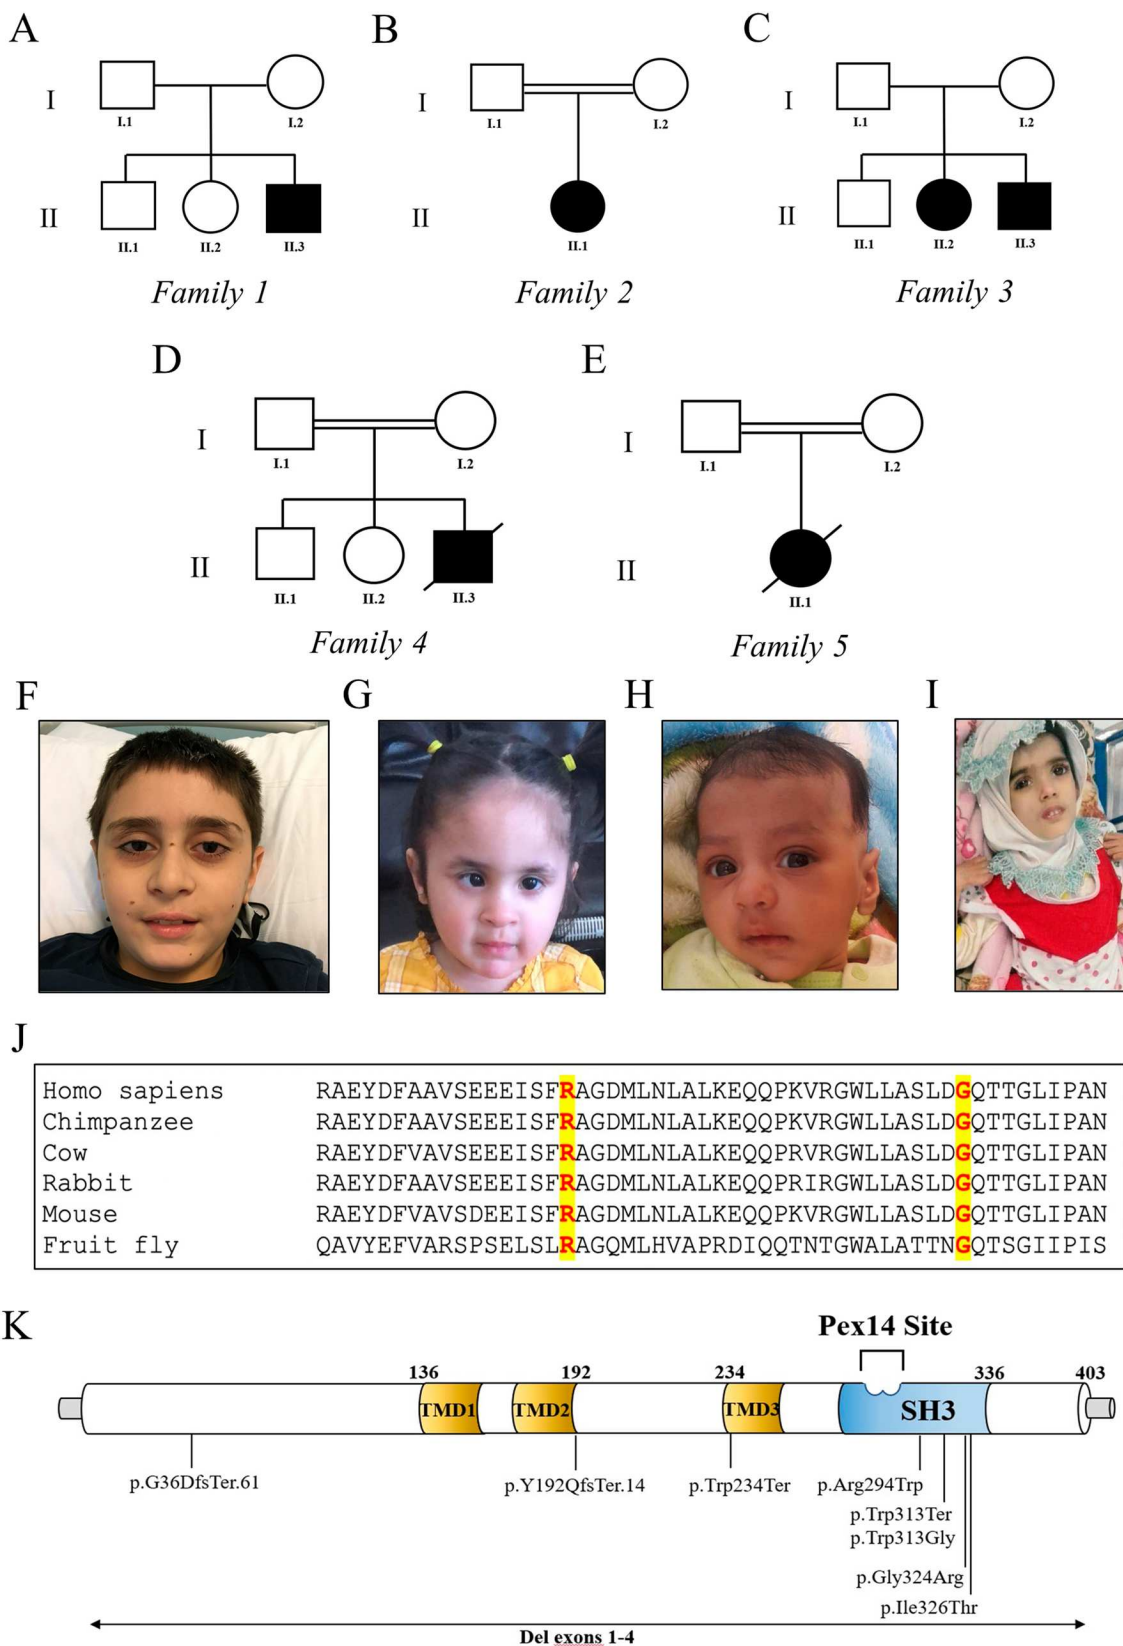 A
B
C
I
I.1
I.2
I
I.1
I.2
I
I.1
I.2
II
II.1
II.2
II.3
II
II.1
II
II.1
II.2
II.3
Family 1
Family 2
Family 3
D
E
I
I.1
I.2
I
I.1
I.2
II
II.1
II.2
II.3
II
II.1
Family 4
Family 5
F
G
H
I
J
Homo sapiens RAEYDFAAVSEEEISFRAGDMLNLALKEQQPKVRGWLLASLDGQTTGLIPAN
Chimpanzee RAEYDFAAVSEEEISFRAGDMLNLALKEQQPKVRGWLLASLDGQTTGLIPAN
Cow RAEYDFVAVSEEEISFRAGDMLNLALKEQQPRVRGWLLASLDGQTTGLIPAN
Rabbit RAEYDFAAVSEEEISFRAGDMLNLALKEQQPRIRGWLLASLDGQTTGLIPAN
Mouse RAEYDFVAVSDEEISFRAGDMLNLALKEQQPKVRGWLLASLDGQTTGLIPAN
Fruit fly QAVYEFVARSPSELSLRAGQMLHVAPRDIQQTNTGWALATTNGQTSGIIPIS
K
Pex14 Site
136
192
234
336
403
TMD1
TMD2
TMD3
SH3
p.G36DfsTer.61
p.Y192QfsTer.14
p.Trp234Ter
p.Arg294Trp
p.Trp313Ter
p.Trp313Gly
p.Gly324Arg
p.Ile326Thr
Del exons 1-4